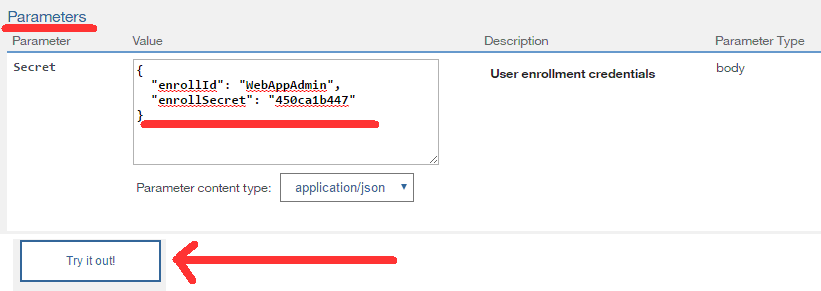 Parameters
Parameter Value Description Parameter Type
Secret { User enrollment credentials body
"enrollId": "WebAppAdmin",
"enrollSecret": "450ca1b447"
}
Parameter content type: application/json
Try it out!